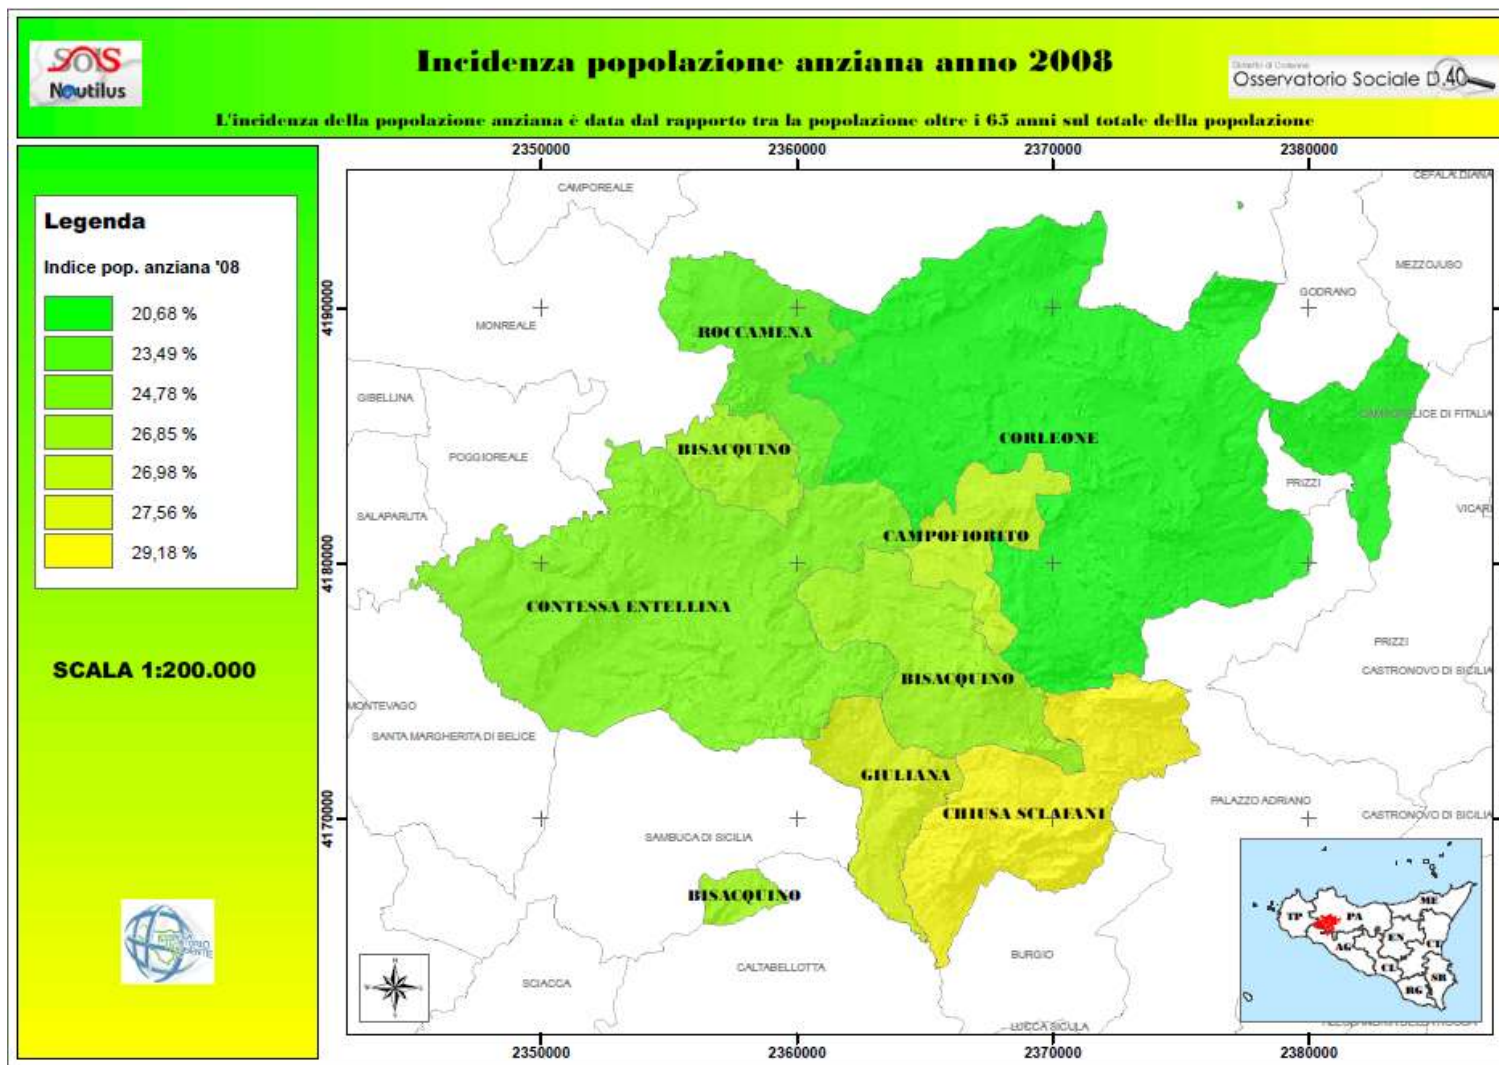 SOIS
Nautilus
Incidenza popolazione anziana anno 2008
Distretto di Corleone
Osservatorio Sociale D.40
L'incidenza della popolazione anziana è data dal rapporto tra la popolazione oltre i 65 anni sul totale della popolazione
Legenda
Indice pop. anziana '08
20,68 %
23,49 %
24,78 %
26,85 %
26,98 %
27,56 %
29,18 %
SCALA 1:200.000
2350000
2360000
2370000
2380000
4190000
4180000
4170000
CAMPOREALE
CEFALA DIANA
MEZZOJUSO
GODRANO
MONREALE
ROCCAMENA
GIBELLINA
CORLEONE
BISACQUINO
POGGIOREALE
PRIZZI
VICARI
SALAPARUTA
CAMPOFIORITO
CONTESSA ENTELLINA
PRIZZI
CASTRONOVO DI SICILIA
BISACQUINO
MONTEVAGO
SANTA MARGHERITA DI BELICE
GIULIANA
PALAZZO ADRIANO
CHIUSA SCLAFANI
CASTRONOVO DI SICILIA
SAMBUCA DI SICILIA
BISACQUINO
BURGIO
CALTABELLOTTA
SCIACCA
LUCCA SICULA
TP
PA
ME
EN
AG
CT
CL
SR
RG
2350000
2360000
2370000
2380000